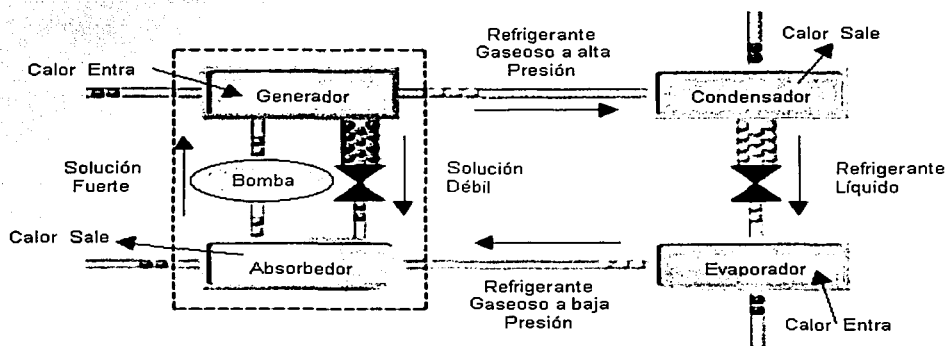 Refrigerante
Gaseoso a alta
Presión
Calor Sale
Calor Entra
Generador
Condensador
Solución
Fuerte
Bomba
Solución
Débil
Refrigerante
Líquido
Calor Sale
Absorbedor
Evaporador
Refrigerante
Gaseoso a baja
Presión
Calor Entra